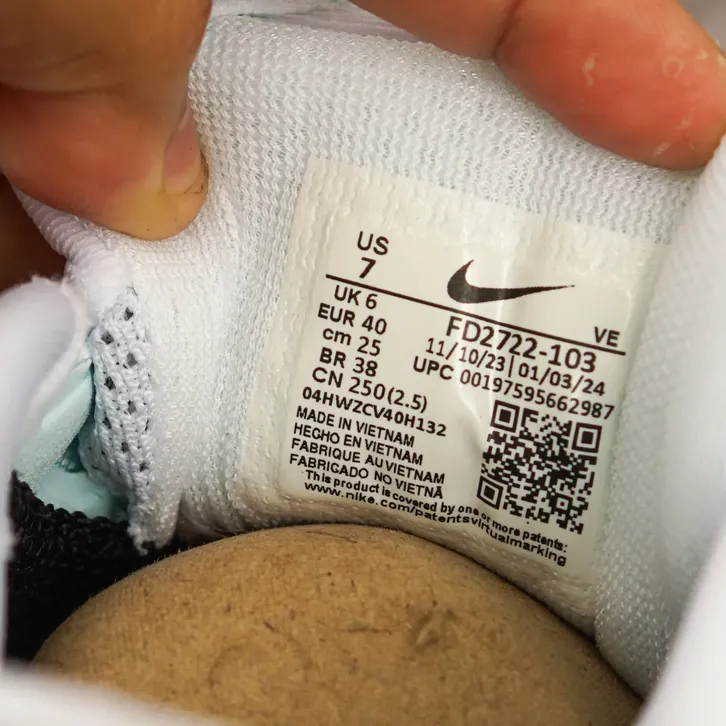 US
7
UK 6
EUR 40
cm 25
BR 38
CN 250(2.5)
VE
FD2722-103
11/10/23|01/03/24
UPC 00197595662987
04HWZCV40H132
MADE IN VIETNAM
HECHO EN VIETNAM
FABRIQUE AU VIETNAM
FABRICADO NO VIETNÃ
This product is covered by one or more patents:
www.nike.com/patentsvirtualmarking